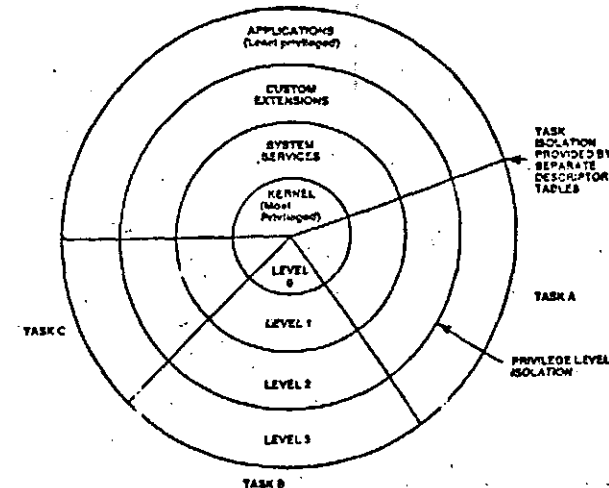 APPLICATIONS
(Least privileged)
CUSTOM
EXTENSIONS
SYSTEM
SERVICES
KERNEL
(Most
Privileged)
LEVEL
0
LEVEL 1
LEVEL 2
LEVEL 3
TASK
ISOLATION
PROVIDED BY
SEPARATE
DESCRIPTOR
TABLES
TASK A
PRIVILEGE LEVEL
ISOLATION
TASK C
TASK B